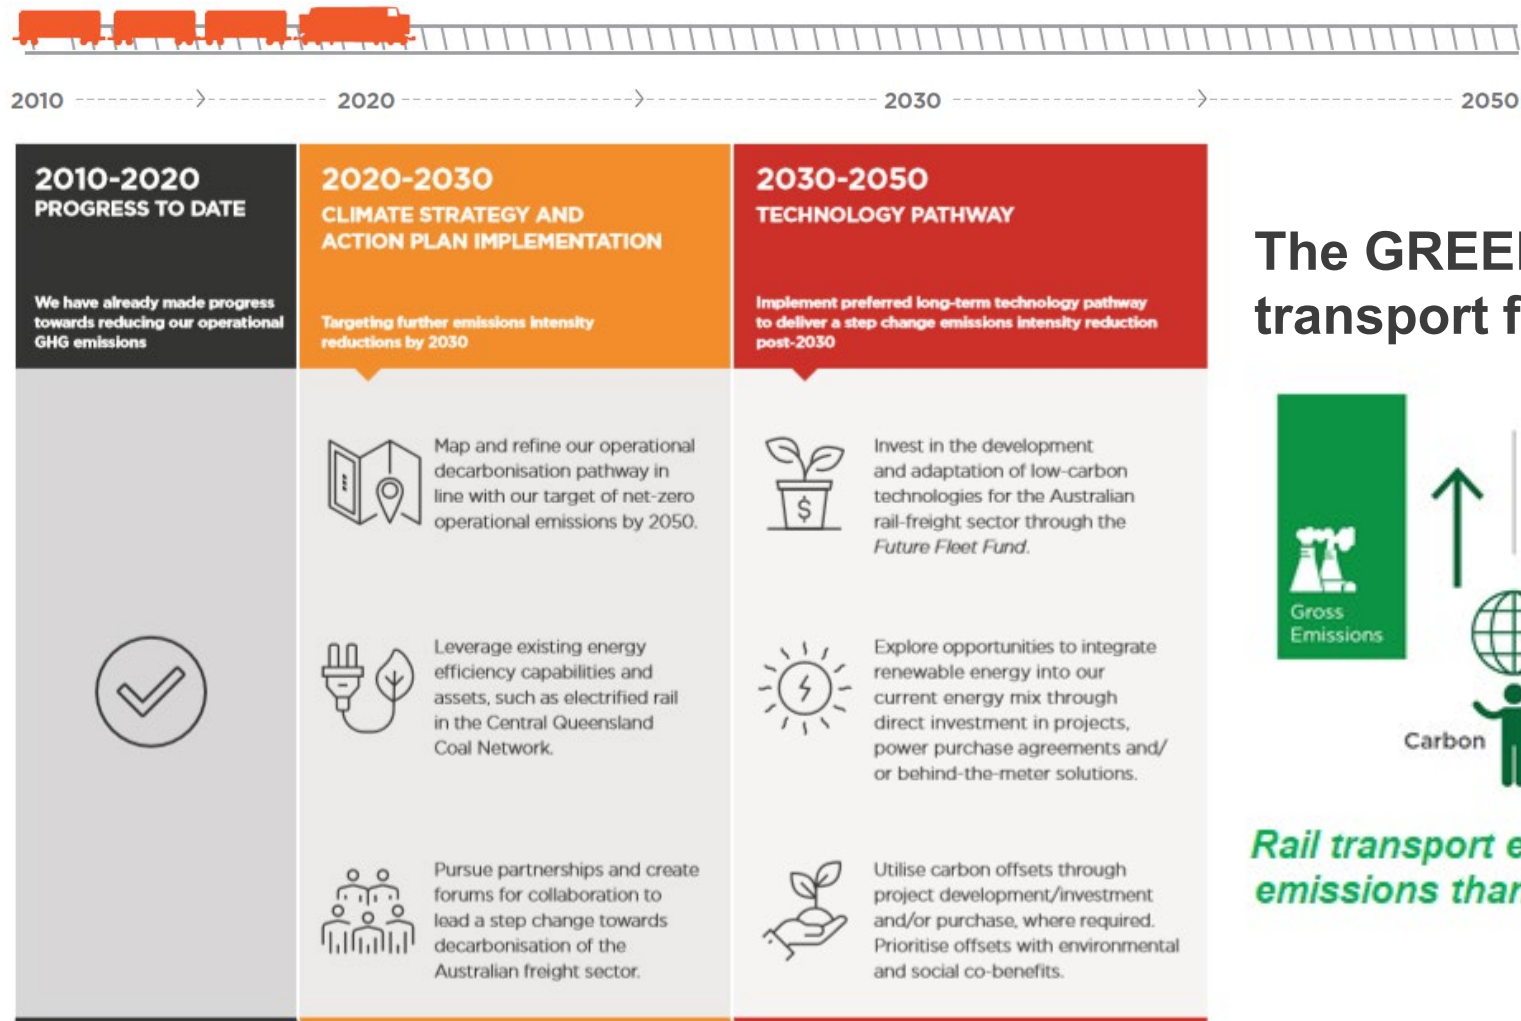 2010
2020
2030
2050
2010-2020
PROGRESS TO DATE
We have already made progress
towards reducing our operational
GHG emissions
2020-2030
CLIMATE STRATEGY AND
ACTION PLAN IMPLEMENTATION
Targeting further emissions intensity
reductions by 2030
Map and refine our operational
decarbonisation pathway in
line with our target of net-zero
operational emissions by 2050.
Leverage existing energy
efficiency capabilities and
assets, such as electrified rail
in the Central Queensland
Coal Network.
Pursue partnerships and create
forums for collaboration to
lead a step change towards
decarbonisation of the
Australian freight sector.
2030-2050
TECHNOLOGY PATHWAY
Implement preferred long-term technology pathway
to deliver a step change emissions intensity reduction
post-2030
$
Invest in the development
and adaptation of low-carbon
technologies for the Australian
rail-freight sector through the
Future Fleet Fund.
Explore opportunities to integrate
renewable energy into our
current energy mix through
direct investment in projects,
power purchase agreements and/
or behind-the-meter solutions.
Utilise carbon offsets through
project development/investment
and/or purchase, where required.
Prioritise offsets with environmental
and social co-benefits.
The
transport
Gross
Emissions
Carbon
Rail transport
emissions